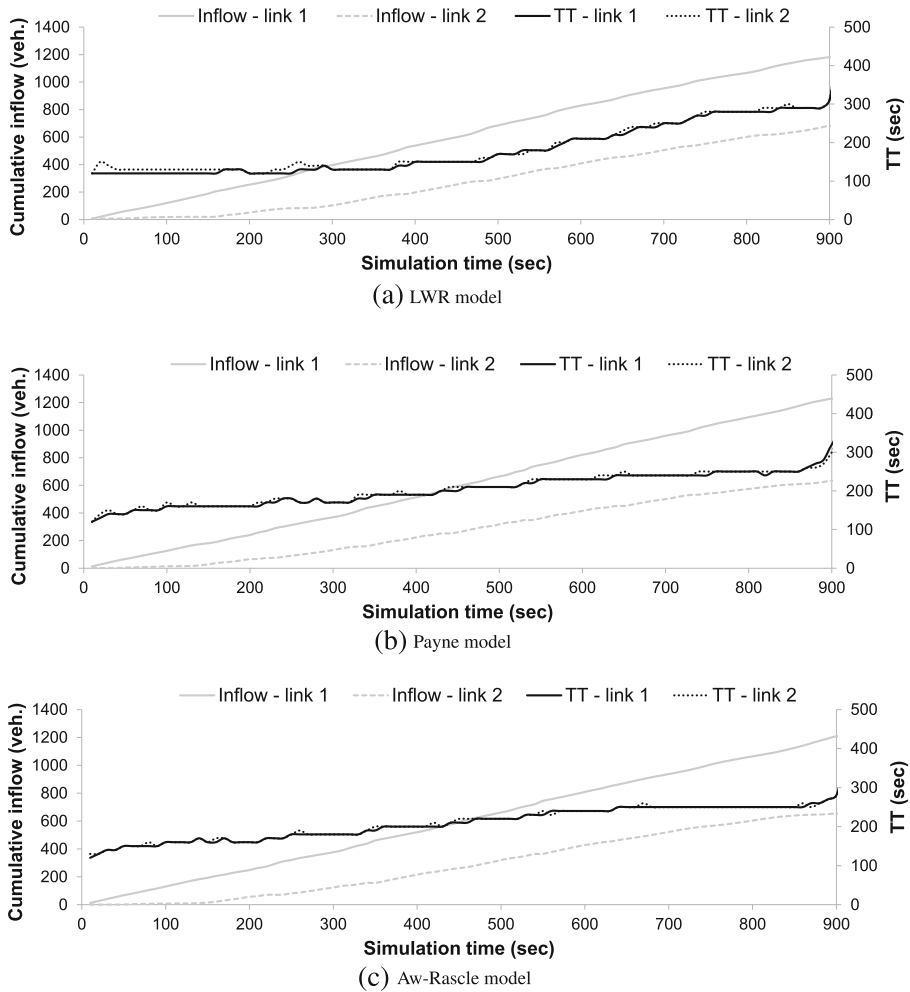 Inflow - link 1 Inflow - link 2 TT - link 1 TT - link 2
Cumulative inflow (veh.)
1400
1200
1000
800
600
400
200
0
500
400
300
200
100
0
TT (sec)
0 100 200 300 400 500 600 700 800 900
Simulation time (sec)
(a) LWR model
Inflow - link 1 Inflow - link 2 TT - link 1 TT - link 2
Cumulative inflow (veh.)
1400
1200
1000
800
600
400
200
0
500
400
300
200
100
0
TT (sec)
0 100 200 300 400 500 600 700 800 900
Simulation time (sec)
(b) Payne model
Inflow - link 1 Inflow - link 2 TT - link 1 TT - link 2
Cumulative inflow (veh.)
1400
1200
1000
800
600
400
200
0
500
400
300
200
100
0
TT (sec)
0 100 200 300 400 500 600 700 800 900
Simulation time (sec)
(c) Aw-Rascle model